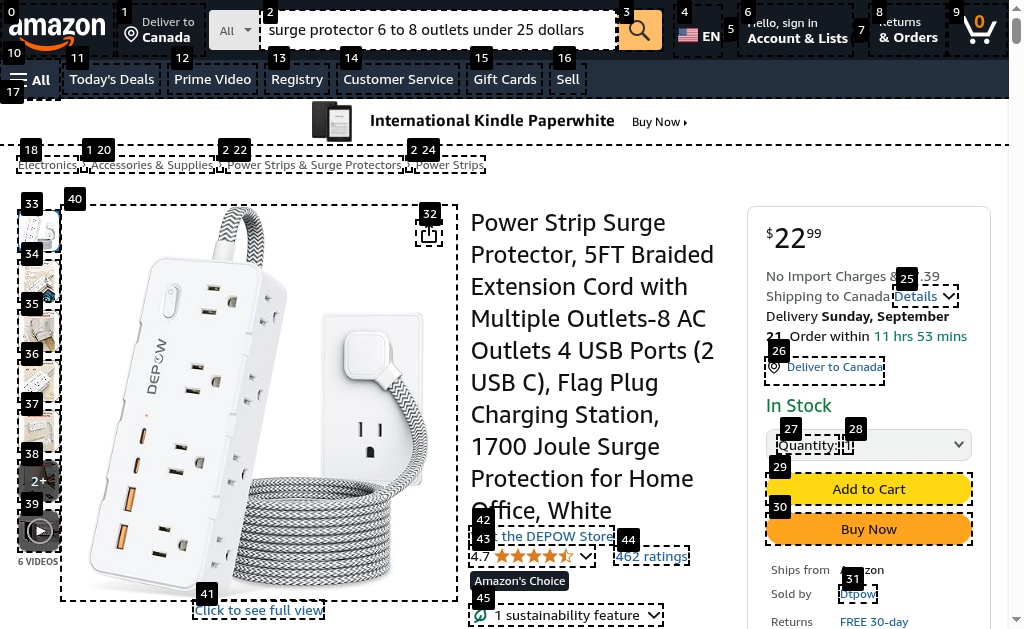 0 1 2 3 4 5 6 7 8 9
amazon
Deliver to
Canada
All
surge protector 6 to 8 outlets under 25 dollars
EN
Hello, sign in
Account & Lists
Returns
& Orders
0
10 11 12 13 14 15 16
All
Today's Deals
Prime Video
Registry
Customer Service
Gift Cards
Sell
17
International Kindle Paperwhite
Buy Now
18 1 20 2 22 2 24
Electronics › Accessories & Supplies › Power Strips & Surge Protectors › Power Strips
33
34
35
36
37
38
2+
39
6 VIDEOS
40
32
DEPOW
41
Click to see full view
Power Strip Surge
Protector, 5FT Braided
Extension Cord with
Multiple Outlets-8 AC
Outlets 4 USB Ports (2
USB C), Flag Plug
Charging Station,
1700 Joule Surge
Protection for Home
Office, White
42
the DEPOW Store
43
4.7
44
462 ratings
Amazon's Choice
45
1 sustainability feature
$22 99
No Import Charges & .39
25
Shipping to Canada Details
Delivery Sunday, September
21. Order within 11 hrs 53 mins
26
Deliver to Canada
In Stock
27 28
Quantity: 1
29
Add to Cart
30
Buy Now
Ships from Amazon
31
Sold by Dtpow
Returns FREE 30-day